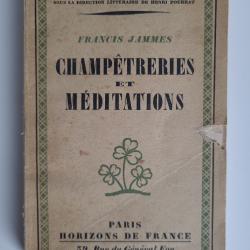 SOUS LA DIRECTION LITTÉRAIRE DE HENRI POURRAT
FRANCIS JAMMES
CHAMPÊTRERIES
ET
MÉDITATIONS
PARIS
HORIZONS DE FRANCE
39, Rue du Général Foy